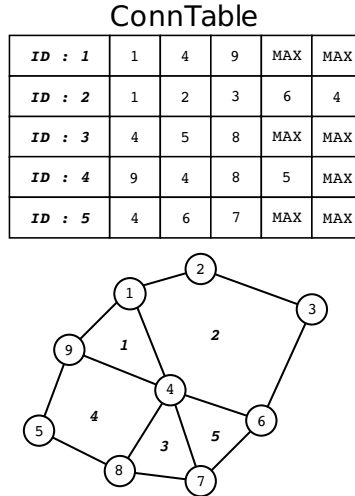 ConnTable
ID : 1 1 4 9 MAX MAX
ID : 2 1 2 3 6 4
ID : 3 4 5 8 MAX MAX
ID : 4 9 4 8 5 MAX
ID : 5 4 6 7 MAX MAX
2
1
3
1
2
9
4
6
4
5
5
3
8
7